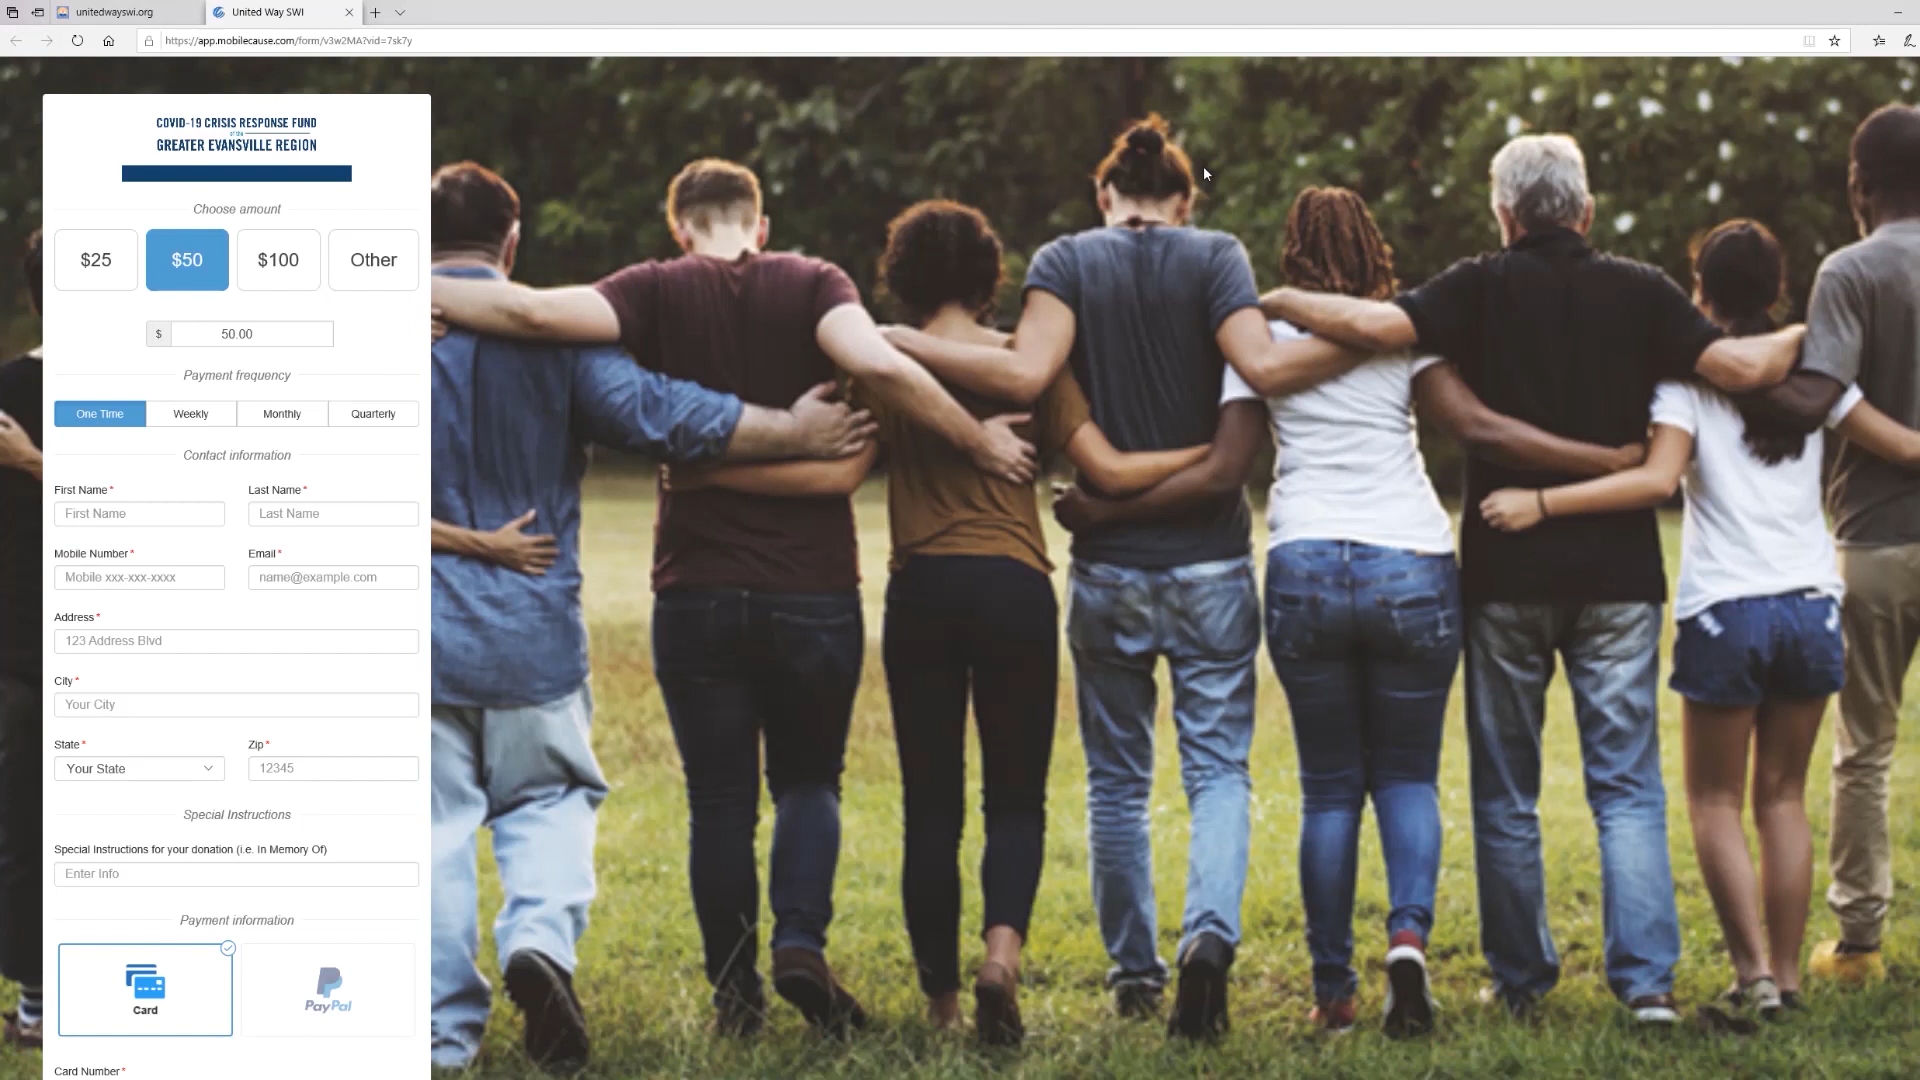 unitedwayswi.org
United Way SWI
https://app.mobilecause.com/form/v3w2MA?vid=7sk7y
COVID-19 CRISIS RESPONSE FUND
of the
GREATER EVANSVILLE REGION
Choose amount
$25 $50 $100 Other
$ 50.00
Payment frequency
One Time Weekly Monthly Quarterly
Contact information
First Name* Last Name*
First Name Last Name
Mobile Number* Email*
Mobile xxx-xxx-xxxx name@example.com
Address*
123 Address Blvd
City*
Your City
State* Zip*
Your State 12345
Special Instructions
Special Instructions for your donation (i.e. In Memory Of)
Enter Info
Payment information
Card PayPal
Card Number*